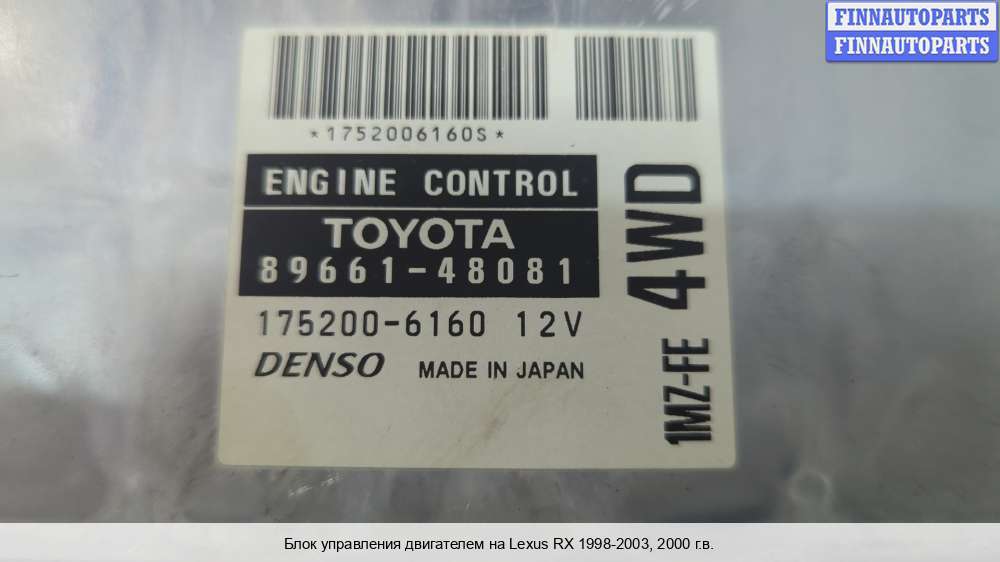 FINNAUTOPARTS
FINNAUTOPARTS
*1752006160S*
ENGINE CONTROL
TOYOTA
89661-48081
175200-6160 12V
DENSO MADE IN JAPAN
4WD
1MZ-FE
Блок управления двигателем на Lexus RX 1998-2003, 2000 г.в.